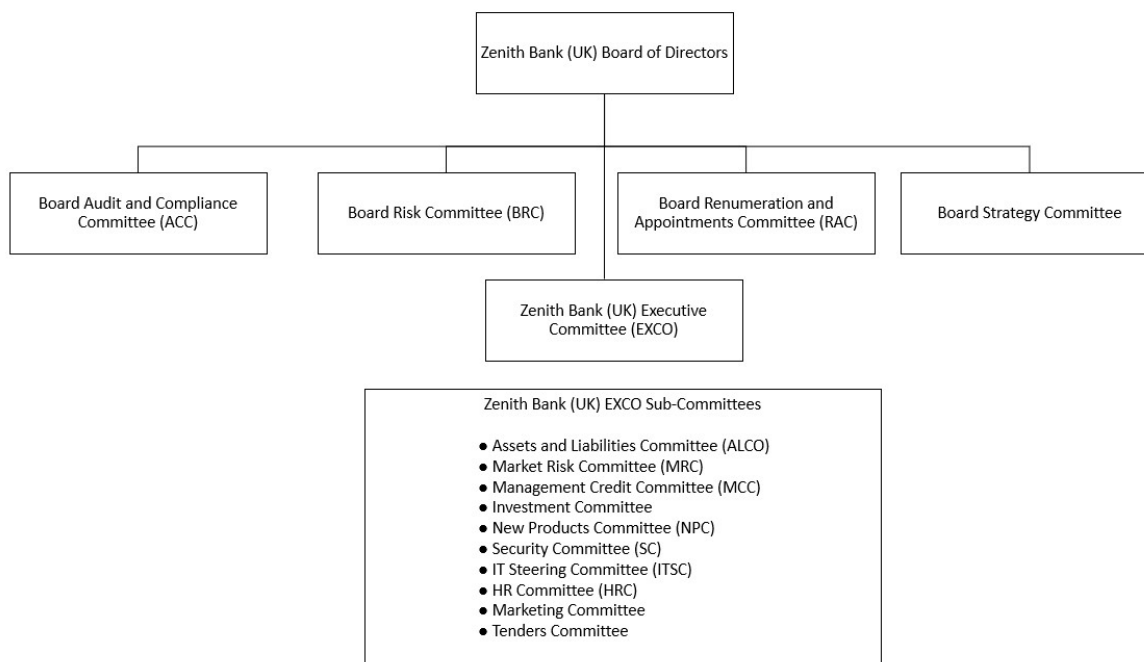 Zenith Bank (UK) Board of Directors
Board Audit and Compliance
Committee (ACC)
Board Risk Committee (BRC)
Board Renumeration and
Appointments Committee (RAC)
Board Strategy Committee
Zenith Bank (UK) Executive
Committee (EXCO)
Zenith Bank (UK) EXCO Sub-Committees
● Assets and Liabilities Committee (ALCO)
● Market Risk Committee (MRC)
● Management Credit Committee (MCC)
● Investment Committee
● New Products Committee (NPC)
● Security Committee (SC)
● IT Steering Committee (ITSC)
● HR Committee (HRC)
● Marketing Committee
● Tenders Committee